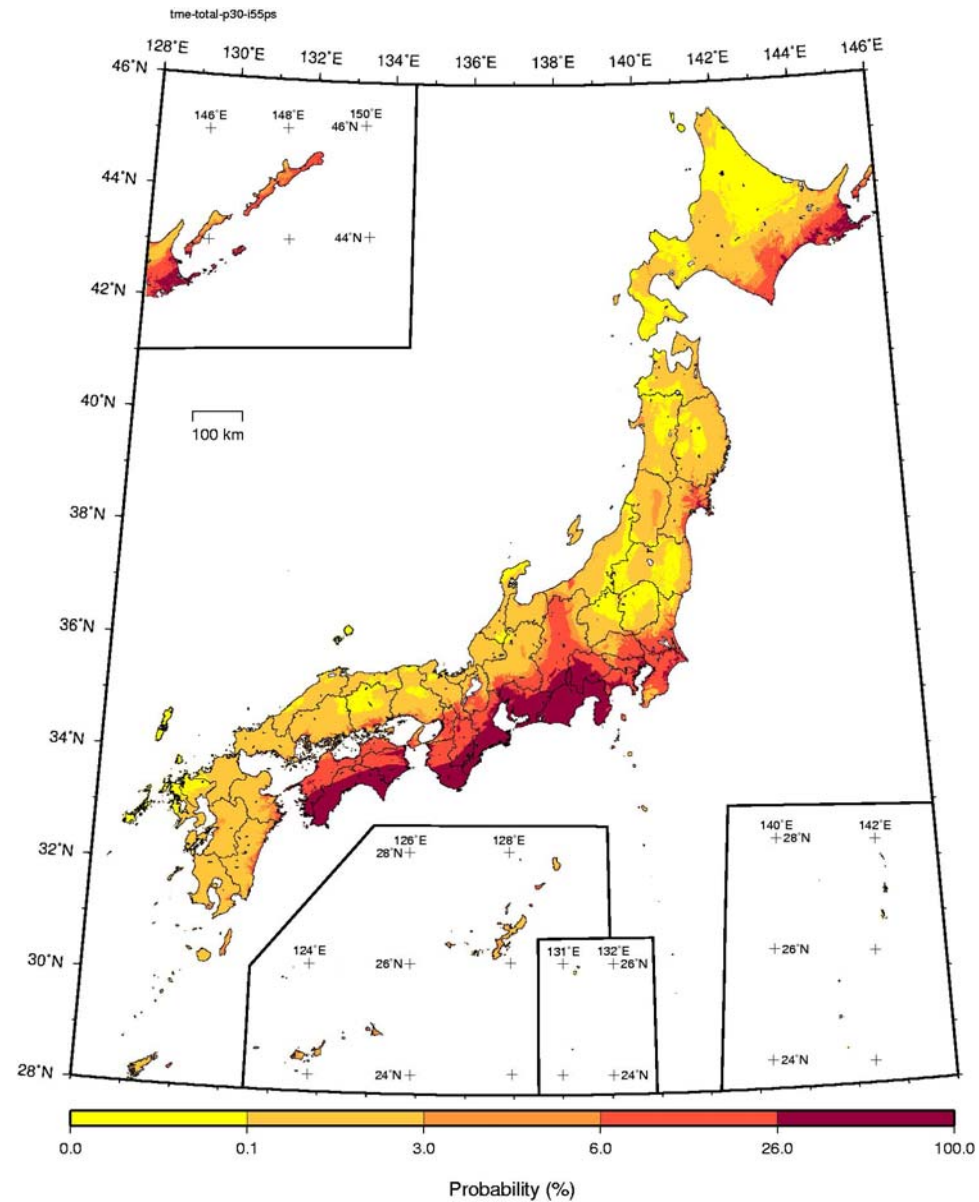 tme-total-p30-i55ps
128˚E 130˚E 132˚E 134˚E 136˚E 138˚E 140˚E 142˚E 144˚E 146˚E
46˚N
146˚E 148˚E 150˚E
46˚N
44˚N
44˚N
42˚N
40˚N
100 km
38˚N
36˚N
34˚N
32˚N
126˚E 128˚E
28˚N
140˚E 142˚E
28˚N
30˚N
124˚E
26˚N
131˚E 132˚E
26˚N
26˚N
28˚N
24˚N
24˚N
24˚N
0.0 0.1 3.0 6.0 26.0 100.0
Probability (%)